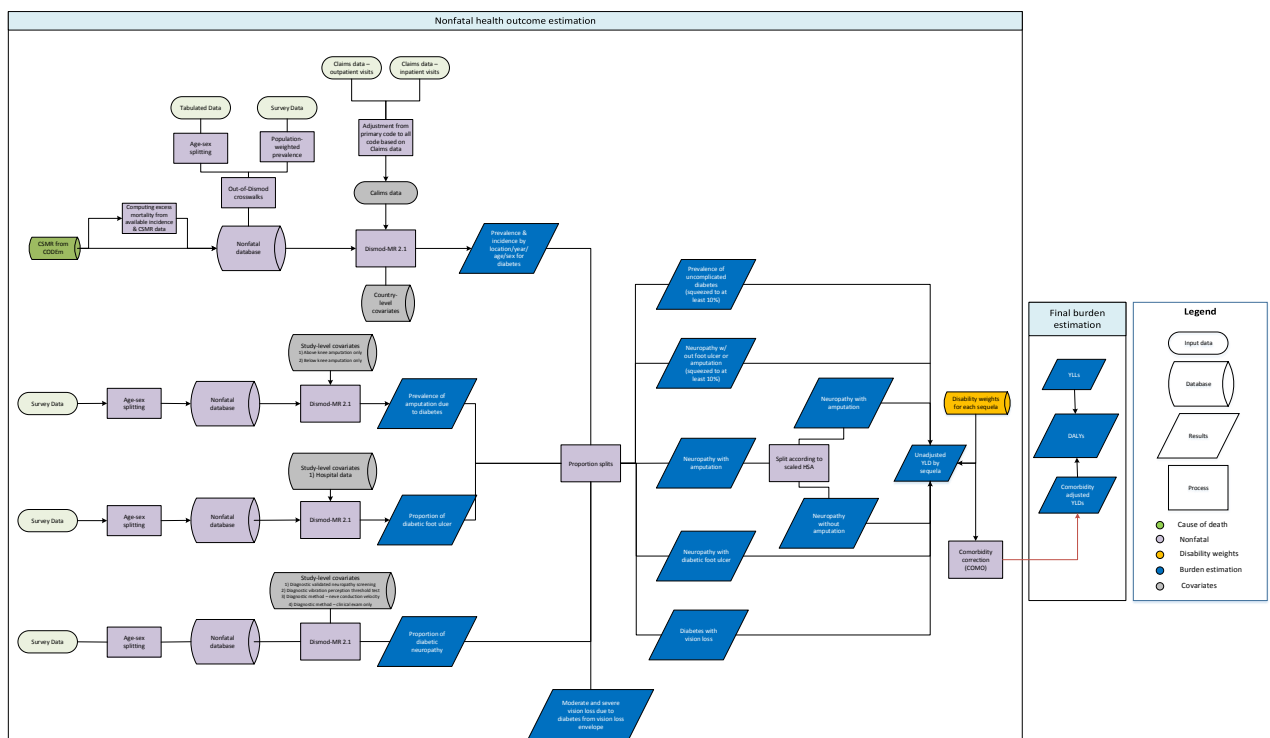 Nonfatal health outcome estimation
Claims data –
outpatient visits
Claims data –
inpatient visits
Tabulated Data
Survey Data
Age-sex
splitting
Population-
weighted
prevalence
Adjustment from
primary code to all
code based on
Claims data
Out-of-Dismod
crosswalks
Calims data
Computing excess
mortality from
available incidence
& CSMR data
CSMR from
CODEm
Nonfatal
database
Dismod-MR 2.1
Prevalence &
incidence by
location/year/
age/sex for
diabetes
Country-
level
covariates
Study-level covariates
1) Above knee amputation only
2) Below knee amputation only
Survey Data
Age-sex
splitting
Nonfatal
database
Dismod-MR 2.1
Prevalence of
amputation due
to diabetes
Study-level covariates
1) Hospital data
Survey Data
Age-sex
splitting
Nonfatal
database
Dismod-MR 2.1
Proportion of
diabetic foot ulcer
Study-level covariates
1) Diagnostic validated neuropathy screening
2) Diagnostic vibration perception threshold test
3) Diagnostic method – nerve conduction velocity
4) Diagnostic method – clinical exam only
Survey Data
Age-sex
splitting
Nonfatal
database
Dismod-MR 2.1
Proportion of
diabetic
neuropathy
Moderate and severe
vision loss due to
diabetes from vision loss
envelope
Proportion splits
Prevalence of
uncomplicated
diabetes
(squeezed to at
least 10%)
Neuropathy w/
out foot ulcer or
amputation
(squeezed to at
least 10%)
Neuropathy with
amputation
Neuropathy with
diabetic foot ulcer
Diabetes with
vision loss
Neuropathy with
amputation
Split according to
scaled HSA
Neuropathy
without
amputation
Disability weights
for each sequela
Unadjusted
YLD by
sequela
Comorbidity
correction
(COMO)
Final burden
estimation
YLLs
DALYs
Comorbidity
adjusted
YLDs
Legend
Input data
Database
Results
Process
Cause of death
Nonfatal
Disability weights
Burden estimation
Covariates